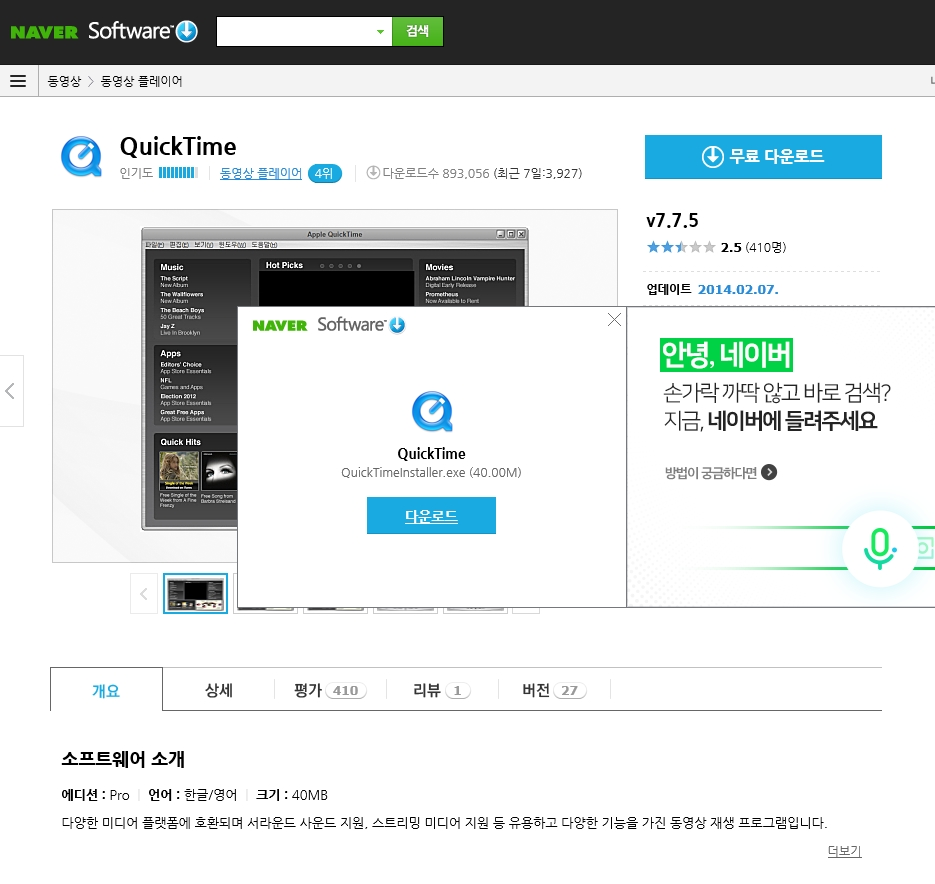 NAVER Software
검색
동영상 > 동영상 플레이어
QuickTime
인기도 동영상 플레이어 4위 다운로드수 893,056 (최근 7일:3,927)
무료 다운로드
v7.7.5
2.5 (410명)
업데이트 2014.02.07.
Apple QuickTime
파일(F) 편집(E) 보기(V) 윈도우(W) 도움말(H)
Music
The Script
New Album
The Wallflowers
New Album
The Beach Boys
50 Great Tracks
Jay Z
Live In Brooklyn
Hot Picks
Movies
Abraham Lincoln Vampire Hunter
Digital Early Release
Prometheus
Now Available to Rent
Apps
Editors' Choice
App Store Essentials
NFL
Games and Apps
Election 2012
App Store Essentials
Great Free Apps
App Store Essentials
Quick Hits
Single of the Week
Free Single of the
Week from A Fine
Frenzy
Free Song from
Barbra Streisand
NAVER Software
QuickTime
QuickTimeInstaller.exe (40.00M)
다운로드
안녕, 네이버
손가락 까딱 않고 바로 검색?
지금, 네이버에 들려주세요
방법이 궁금하다면
개요 상세 평가 410 리뷰 1 버전 27
소프트웨어 소개
에디션 : Pro 언어 : 한글/영어 크기 : 40MB
다양한 미디어 플랫폼에 호환되며 서라운드 사운드 지원, 스트리밍 미디어 지원 등 유용하고 다양한 기능을 가진 동영상 재생 프로그램입니다.
더보기